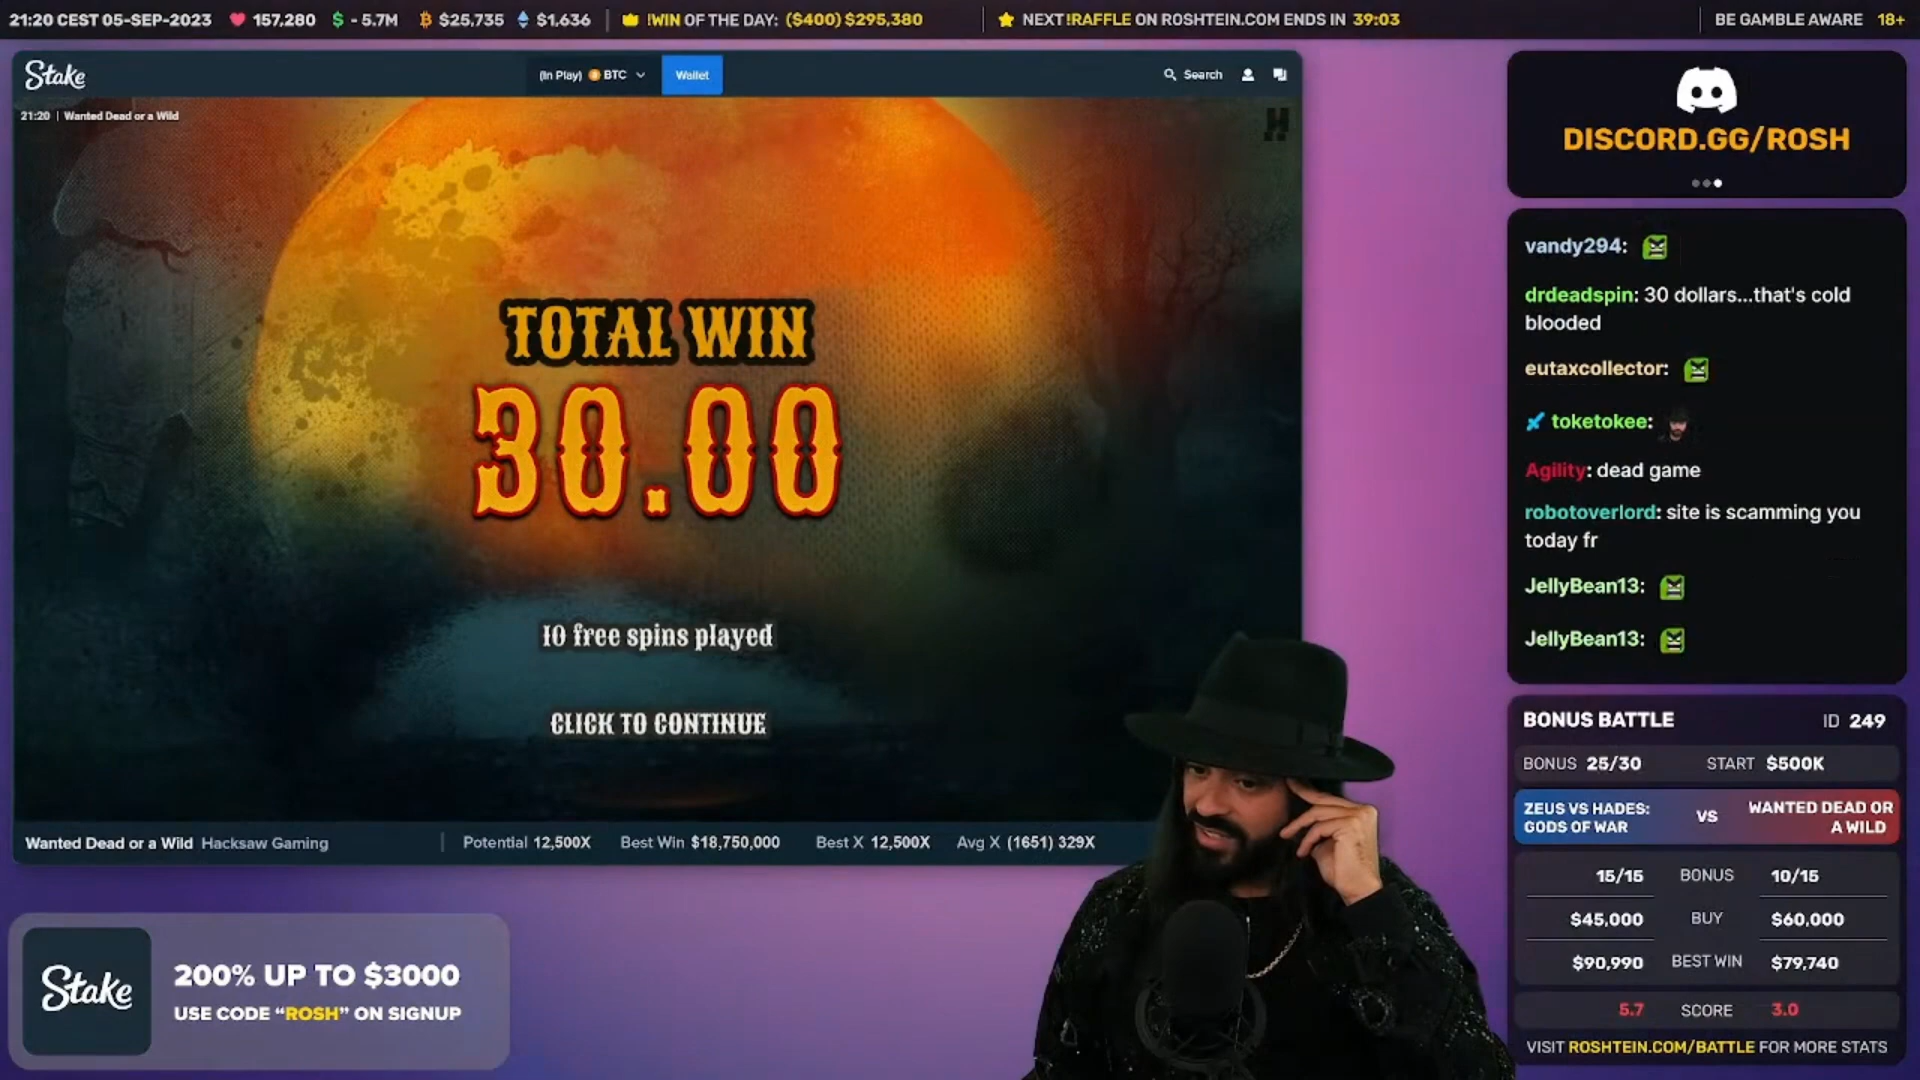 21:20 CEST 05-SEP-2023 157,280 $ - 5.7M $25,735 $1,636 !WIN OF THE DAY: ($400) $295,380 NEXT !RAFFLE ON ROSHTEIN.COM ENDS IN 39:03 BE GAMBLE AWARE 18+
Stake (In Play) BTC Wallet Search
21:20 | Wanted Dead or a Wild
TOTAL WIN
30.00
10 free spins played
CLICK TO CONTINUE
Wanted Dead or a Wild Hacksaw Gaming Potential 12,500X Best Win $18,750,000 Best X 12,500X Avg X (1651) 329X
Stake
200% UP TO $3000
USE CODE “ROSH” ON SIGNUP
DISCORD.GG/ROSH
vandy294:
drdeadspin: 30 dollars...that's cold
blooded
eutaxcollector:
toketokee:
Agility: dead game
robotoverlord: site is scamming you
today fr
JellyBean13:
JellyBean13:
BONUS BATTLE ID 249
BONUS 25/30 START $500K
ZEUS VS HADES:
GODS OF WAR
VS
WANTED DEAD OR
A WILD
15/15 BONUS 10/15
$45,000 BUY $60,000
$90,990 BEST WIN $79,740
5.7 SCORE 3.0
VISIT ROSHTEIN.COM/BATTLE FOR MORE STATS